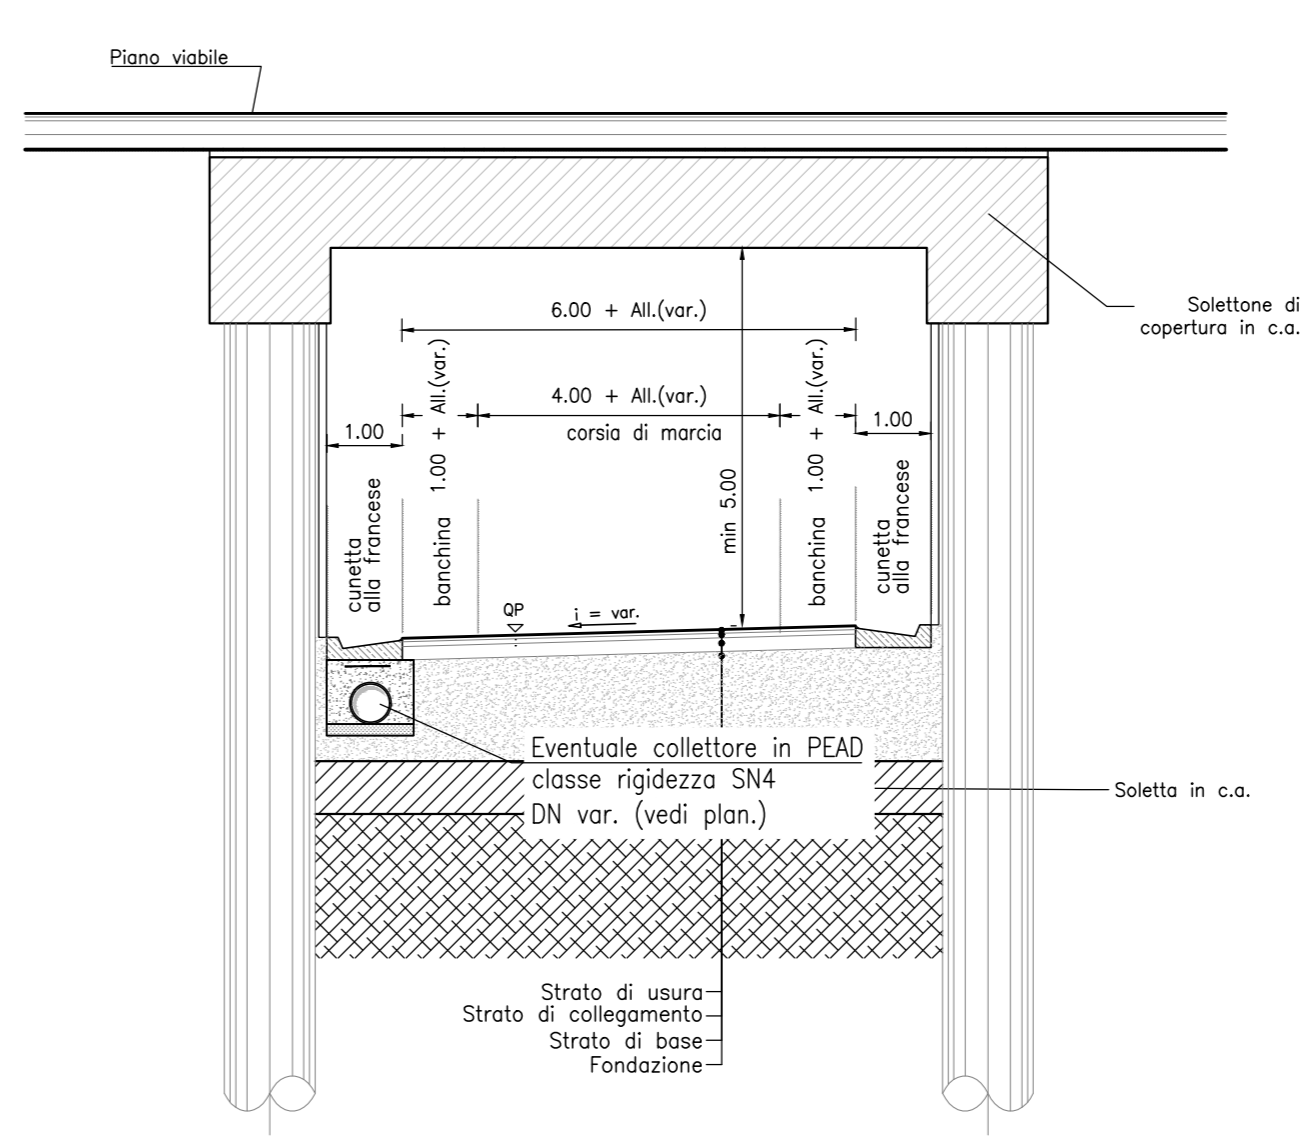 Piano viabile
Solettone di
copertura in c.a.
6.00 + All.(var.)
4.00 + All.(var.)
corsia di marcia
1.00
1.00
1.00 + All.(var.)
banchina
1.00 + All.(var.)
banchina
cunetta
alla francese
cunetta
alla francese
min 5.00
QP
i = var.
Eventuale collettore in PEAD
classe rigidezza SN4
DN var. (vedi plan.)
Soletta in c.a.
Strato di usura
Strato di collegamento
Strato di base
Fondazione